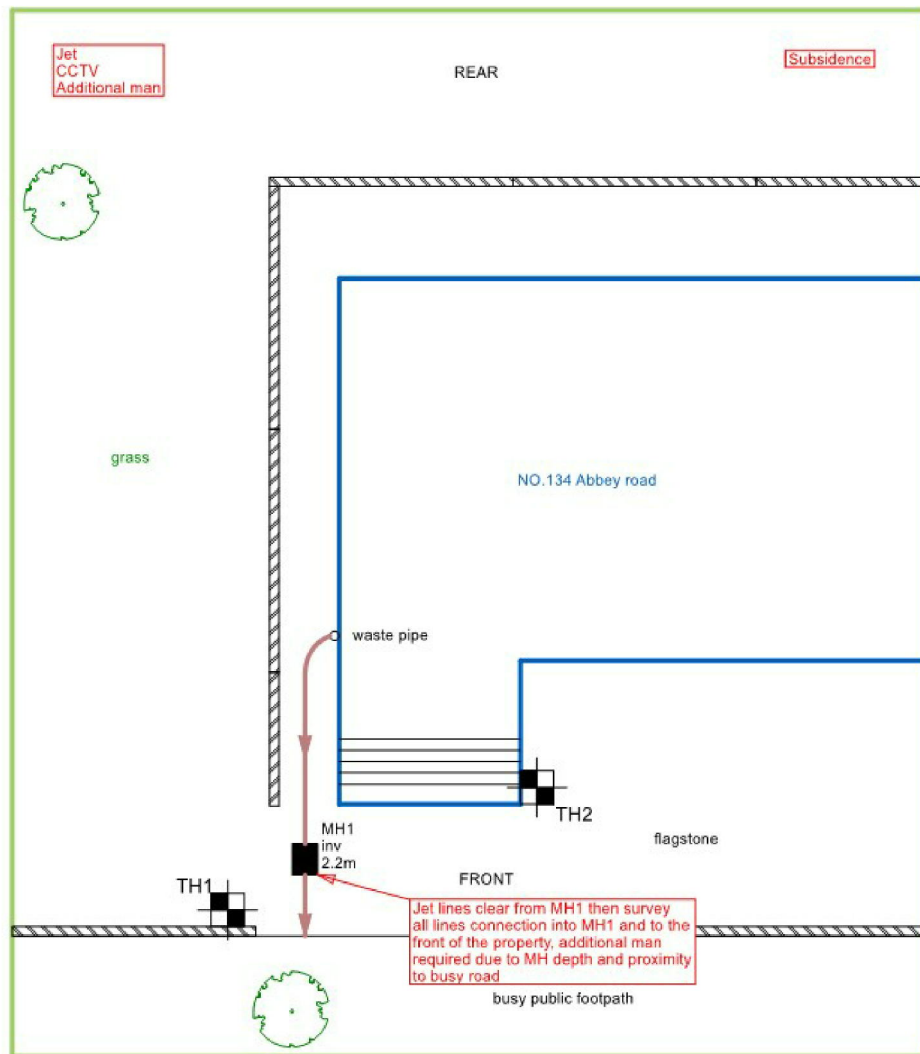 Jet
CCTV
Additional man
REAR
Subsidence
grass
NO.134 Abbey road
waste pipe
MH1
inv
2.2m
TH2
flagstone
TH1
FRONT
Jet lines clear from MH1 then survey
all lines connection into MH1 and to the
front of the property, additional man
required due to MH depth and proximity
to busy road
busy public footpath